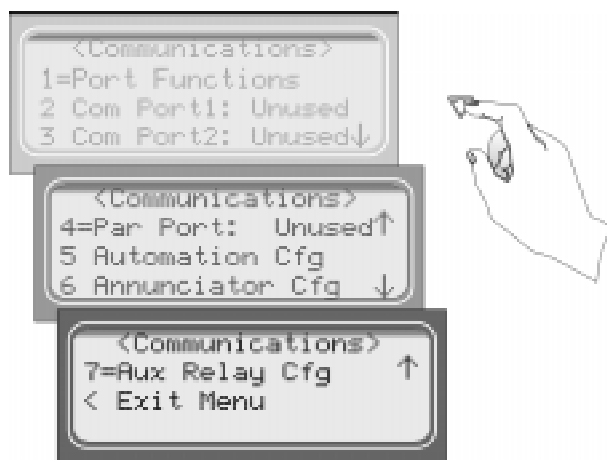 <Communications>
1=Port Functions
2 Com Port1: Unused
3 Com Port2: Unused↓
<Communications>
4=Par Port: Unused↑
5 Automation Cfg
6 Annunciator Cfg ↓
<Communications>
7=Aux Relay Cfg ↑
< Exit Menu